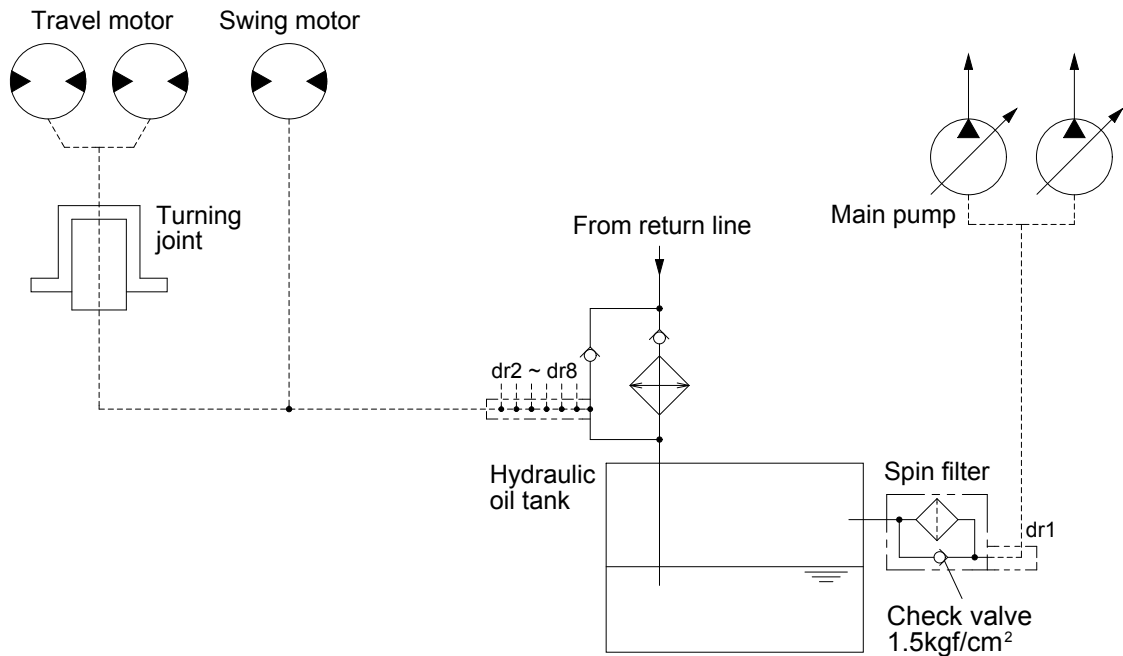 Travel motor
Swing motor
Turning
joint
Main pump
From return line
dr2 ~ dr8
Hydraulic
oil tank
Spin filter
dr1
Check valve
1.5kgf/cm²